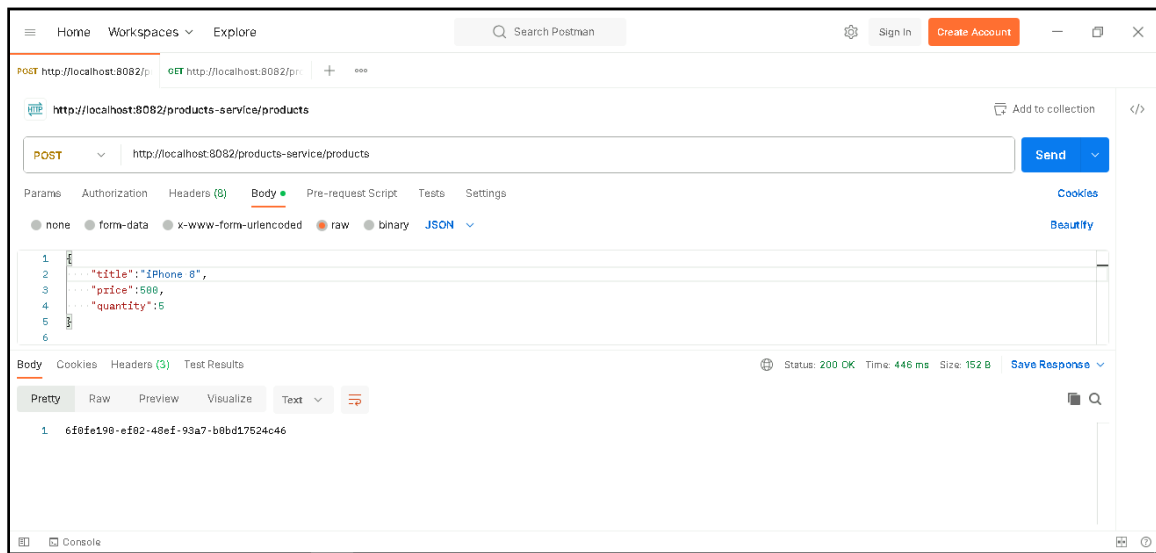 Home Workspaces Explore Search Postman Sign In Create Account
POST http://localhost:8082/p GET http://localhost:8082/pro
HTTP http://localhost:8082/products-service/products Add to collection </>
POST http://localhost:8082/products-service/products Send
Params Authorization Headers (8) Body Pre-request Script Tests Settings Cookies
none form-data x-www-form-urlencoded raw binary JSON Beautify
1 {
2 "title":"iPhone 8",
3 "price":500,
4 "quantity":5
5 }
6
Body Cookies Headers (3) Test Results Status: 200 OK Time: 446 ms Size: 152 B Save Response
Pretty Raw Preview Visualize Text
1 6f0fe190-ef02-48ef-93a7-b0bd17524c46
Console